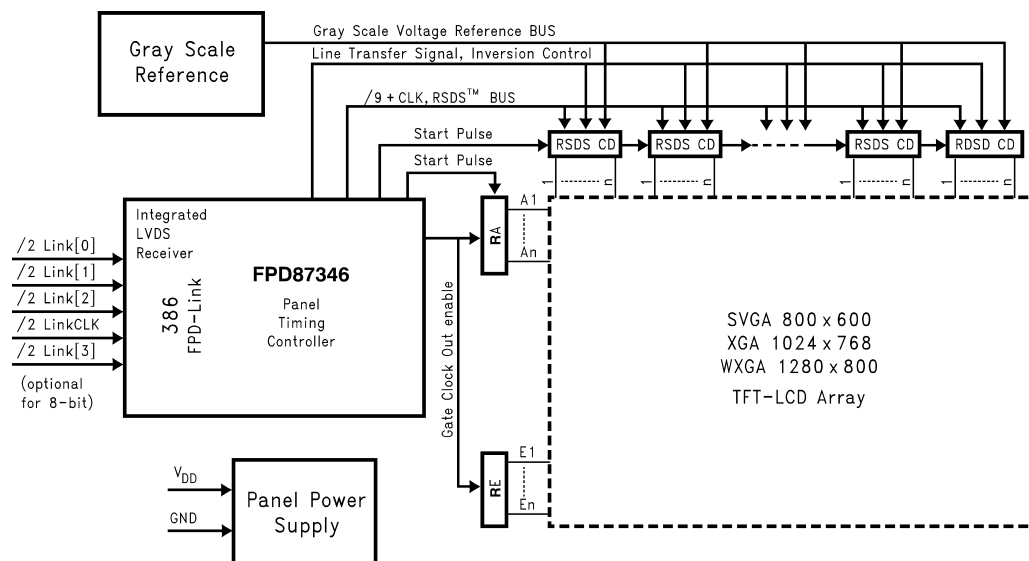 Gray Scale
Reference
Gray Scale Voltage Reference BUS
Line Transfer Signal, Inversion Control
/9 + CLK, RSDS™ BUS
Start Pulse
Start Pulse
RSDS CD
RSDS CD
RSDS CD
RDSD CD
1 n
1 n
1 n
1 n
Integrated
LVDS
Receiver
386
FPD-Link
FPD87346
Panel
Timing
Controller
/2 Link[0]
/2 Link[1]
/2 Link[2]
/2 LinkCLK
/2 Link[3]
(optional
for 8-bit)
Gate Clock Out enable
RA
A1
An
RE
E1
En
SVGA 800 x 600
XGA 1024 x 768
WXGA 1280 x 800
TFT-LCD Array
VDD
GND
Panel Power
Supply